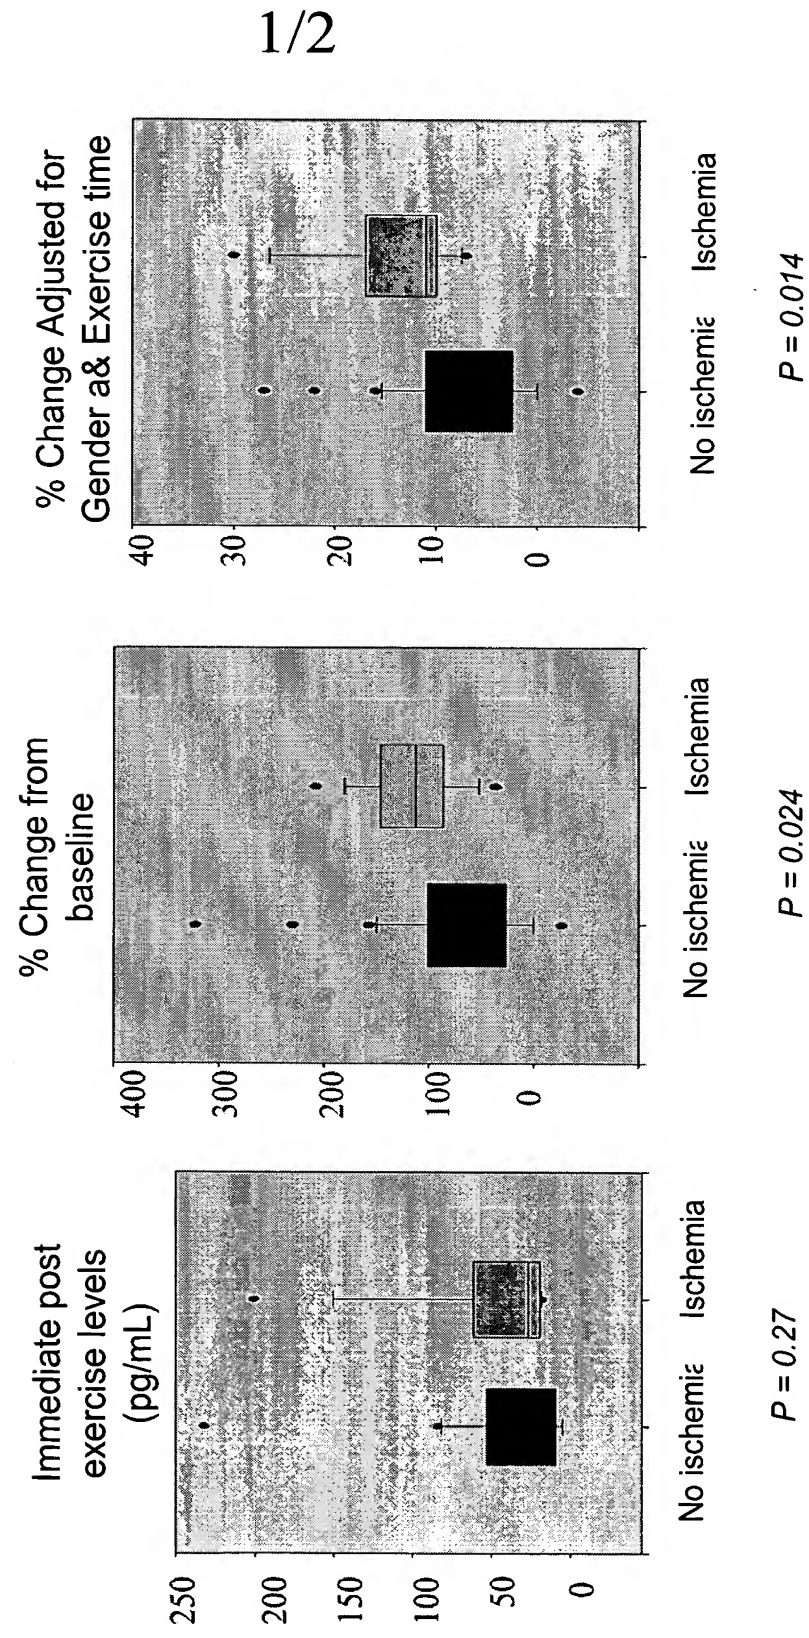 1/2
Immediate post
exercise levels
(pg/mL)
250
200
150
100
50
0
No ischemia Ischemia
P = 0.27
% Change from
baseline
400
300
200
100
0
No ischemia Ischemia
P = 0.024
% Change Adjusted for
Gender a& Exercise time
40
30
20
10
0
No ischemia Ischemia
P = 0.014